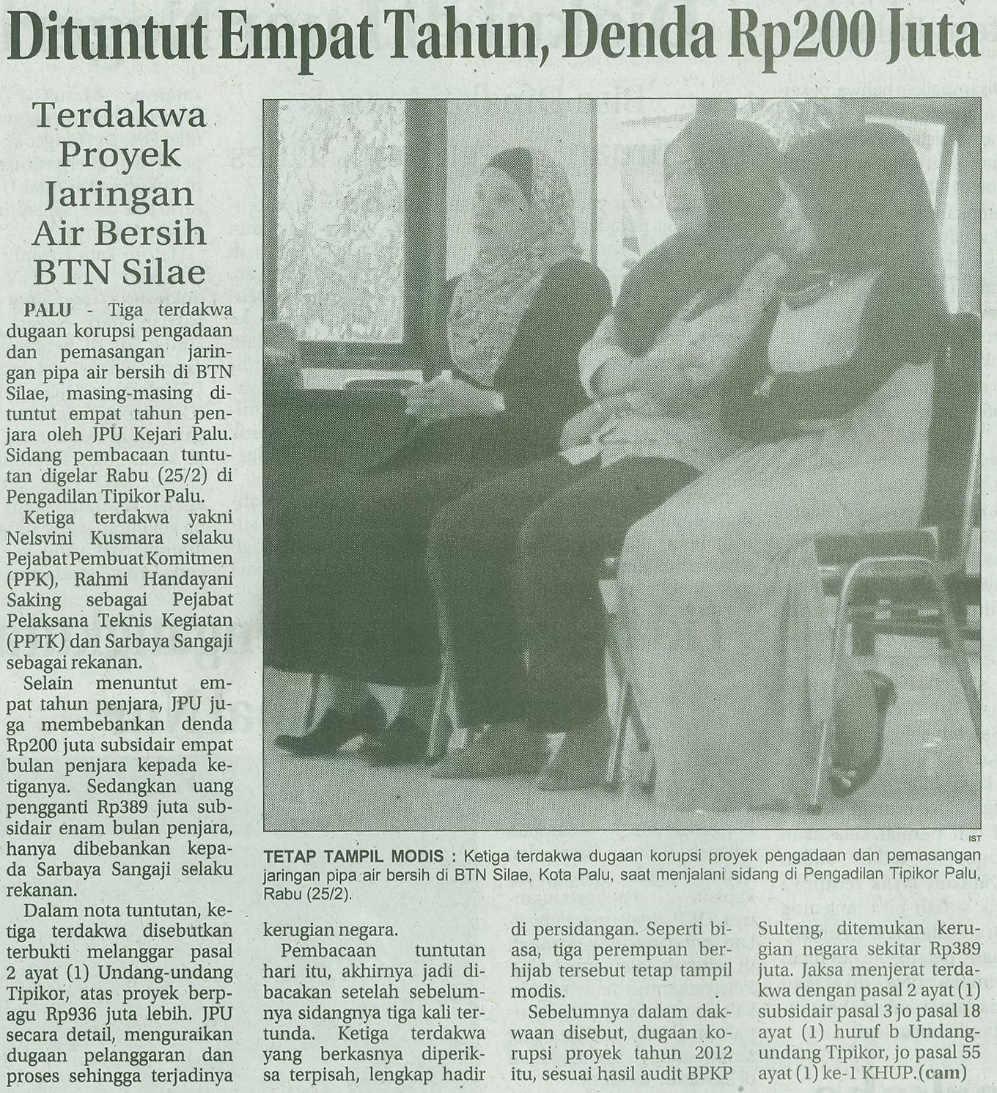 Dituntut Empat Tahun, Denda Rp200 Juta
Terdakwa
Proyek
Jaringan
Air Bersih
BTN Silae
PALU - Tiga terdakwa
dugaan korupsi pengadaan
dan pemasangan jarin-
gan pipa air bersih di BTN
Silae, masing-masing di-
tuntut empat tahun pen-
jara oleh JPU Kejari Palu.
Sidang pembacaan tuntu-
tan digelar Rabu (25/2) di
Pengadilan Tipikor Palu.
Ketiga terdakwa yakni
Nelsvini Kusmara selaku
Pejabat Pembuat Komitmen
(PPK), Rahmi Handayani
Saking sebagai Pejabat
Pelaksana Teknis Kegiatan
(PPTK) dan Sarbaya Sangaji
sebagai rekanan.
Selain menuntut em-
pat tahun penjara, JPU ju-
ga membebankan denda
Rp200 juta subsidair empat
bulan penjara kepada ke-
tiganya. Sedangkan uang
pengganti Rp389 juta sub-
sidair enam bulan penjara,
hanya dibebankan kepa-
da Sarbaya Sangaji selaku
rekanan.
Dalam nota tuntutan, ke-
tiga terdakwa disebutkan
terbukti melanggar pasal
2 ayat (1) Undang-undang
Tipikor, atas proyek berp-
agu Rp936 juta lebih. JPU
secara detail, menguraikan
dugaan pelanggaran dan
proses sehingga terjadinya
IST
TETAP TAMPIL MODIS : Ketiga terdakwa dugaan korupsi proyek pengadaan dan pemasangan
jaringan pipa air bersih di BTN Silae, Kota Palu, saat menjalani sidang di Pengadilan Tipikor Palu,
Rabu (25/2).
kerugian negara.
Pembacaan tuntutan
hari itu, akhirnya jadi di-
bacakan setelah sebelum-
nya sidangnya tiga kali ter-
tunda. Ketiga terdakwa
yang berkasnya diperik-
sa terpisah, lengkap hadir
di persidangan. Seperti bi-
asa, tiga perempuan ber-
hijab tersebut tetap tampil
modis.
Sebelumnya dalam dak-
waan disebut, dugaan ko-
rupsi proyek tahun 2012
itu, sesuai hasil audit BPKP
Sulteng, ditemukan keru-
gian negara sekitar Rp389
juta. Jaksa menjerat terda-
kwa dengan pasal 2 ayat (1)
subsidair pasal 3 jo pasal 18
ayat (1) huruf b Undang-
undang Tipikor, jo pasal 55
ayat (1) ke-1 KHUP.(cam)